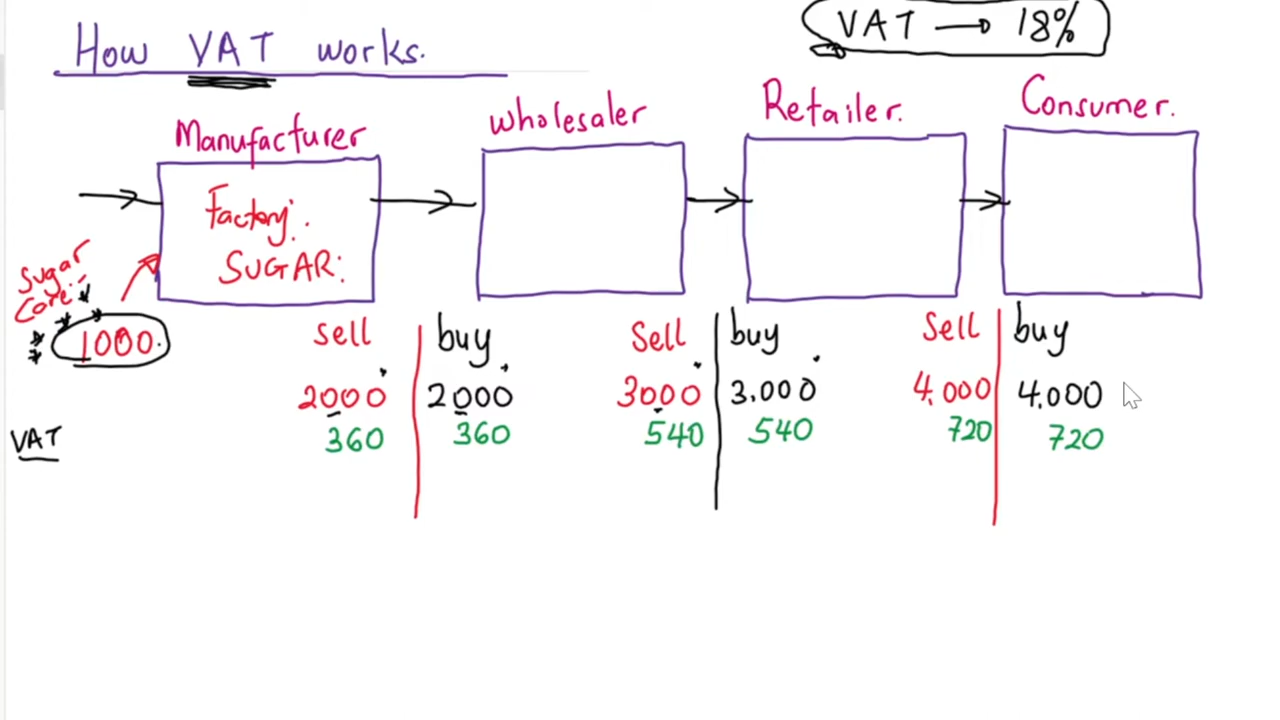 How VAT works.
VAT → 18%
Manufacturer
wholesaler
Retailer.
Consumer.
Factory.
SUGAR:
Sugar
Core:-
1000.
sell
buy
Sell
buy
Sell
buy
2000
2000
3000
3.000
4.000
4.000
VAT
360
360
540
540
720
720